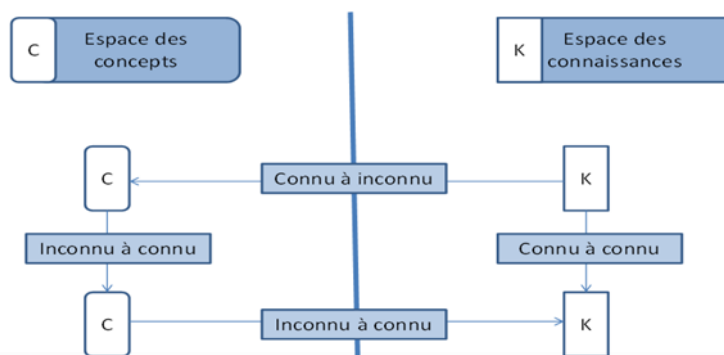 C
Espace des
concepts
K
Espace des
connaissances
C
Connu à inconnu
K
Inconnu à connu
Connu à connu
C
Inconnu à connu
K